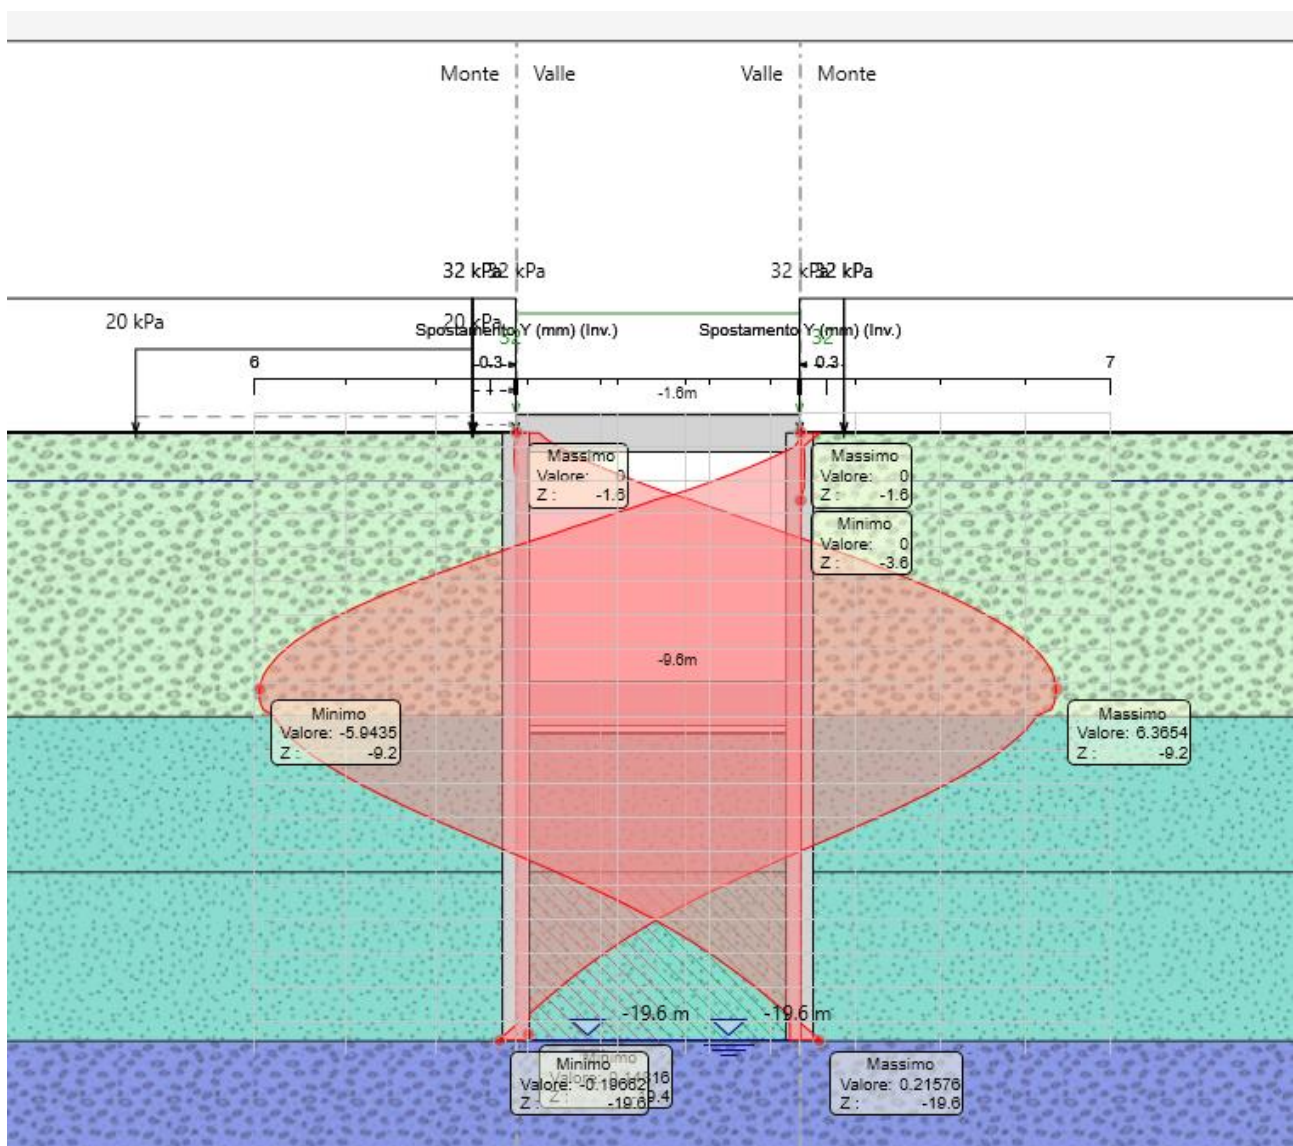 Monte
Valle
Valle
Monte
32 kPa
32 kPa
32 kPa
32 kPa
20 kPa
20 kPa
Spostamento Y (mm) (Inv.)
Spostamento Y (mm) (Inv.)
32
32
6
0.3
0.3
7
-1.6m
Massimo
Valore: 0
Z : -1.6
Massimo
Valore: 0
Z : -1.6
Minimo
Valore: 0
Z : -3.6
-9.6m
Minimo
Valore: -5.9435
Z : -9.2
Massimo
Valore: 6.3654
Z : -9.2
-19.6 m
-19.6 m
Minimo
Valore: -0.19662
Z : -19.6
Minimo
Massimo
Valore: 0.21576
Z : -19.6